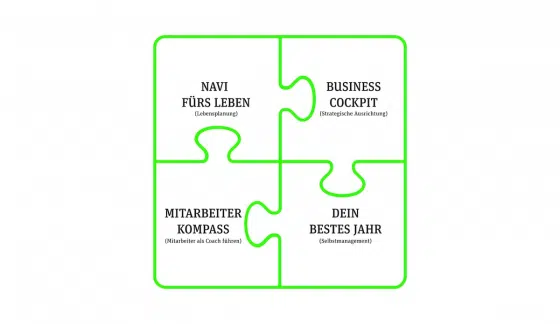 NAVI
FÜRS LEBEN
(Lebensplanung)
BUSINESS
COCKPIT
(Strategische Ausrichtung)
MITARBEITER
KOMPASS
(Mitarbeiter als Coach führen)
DEIN
BESTES JAHR
(Selbstmanagement)